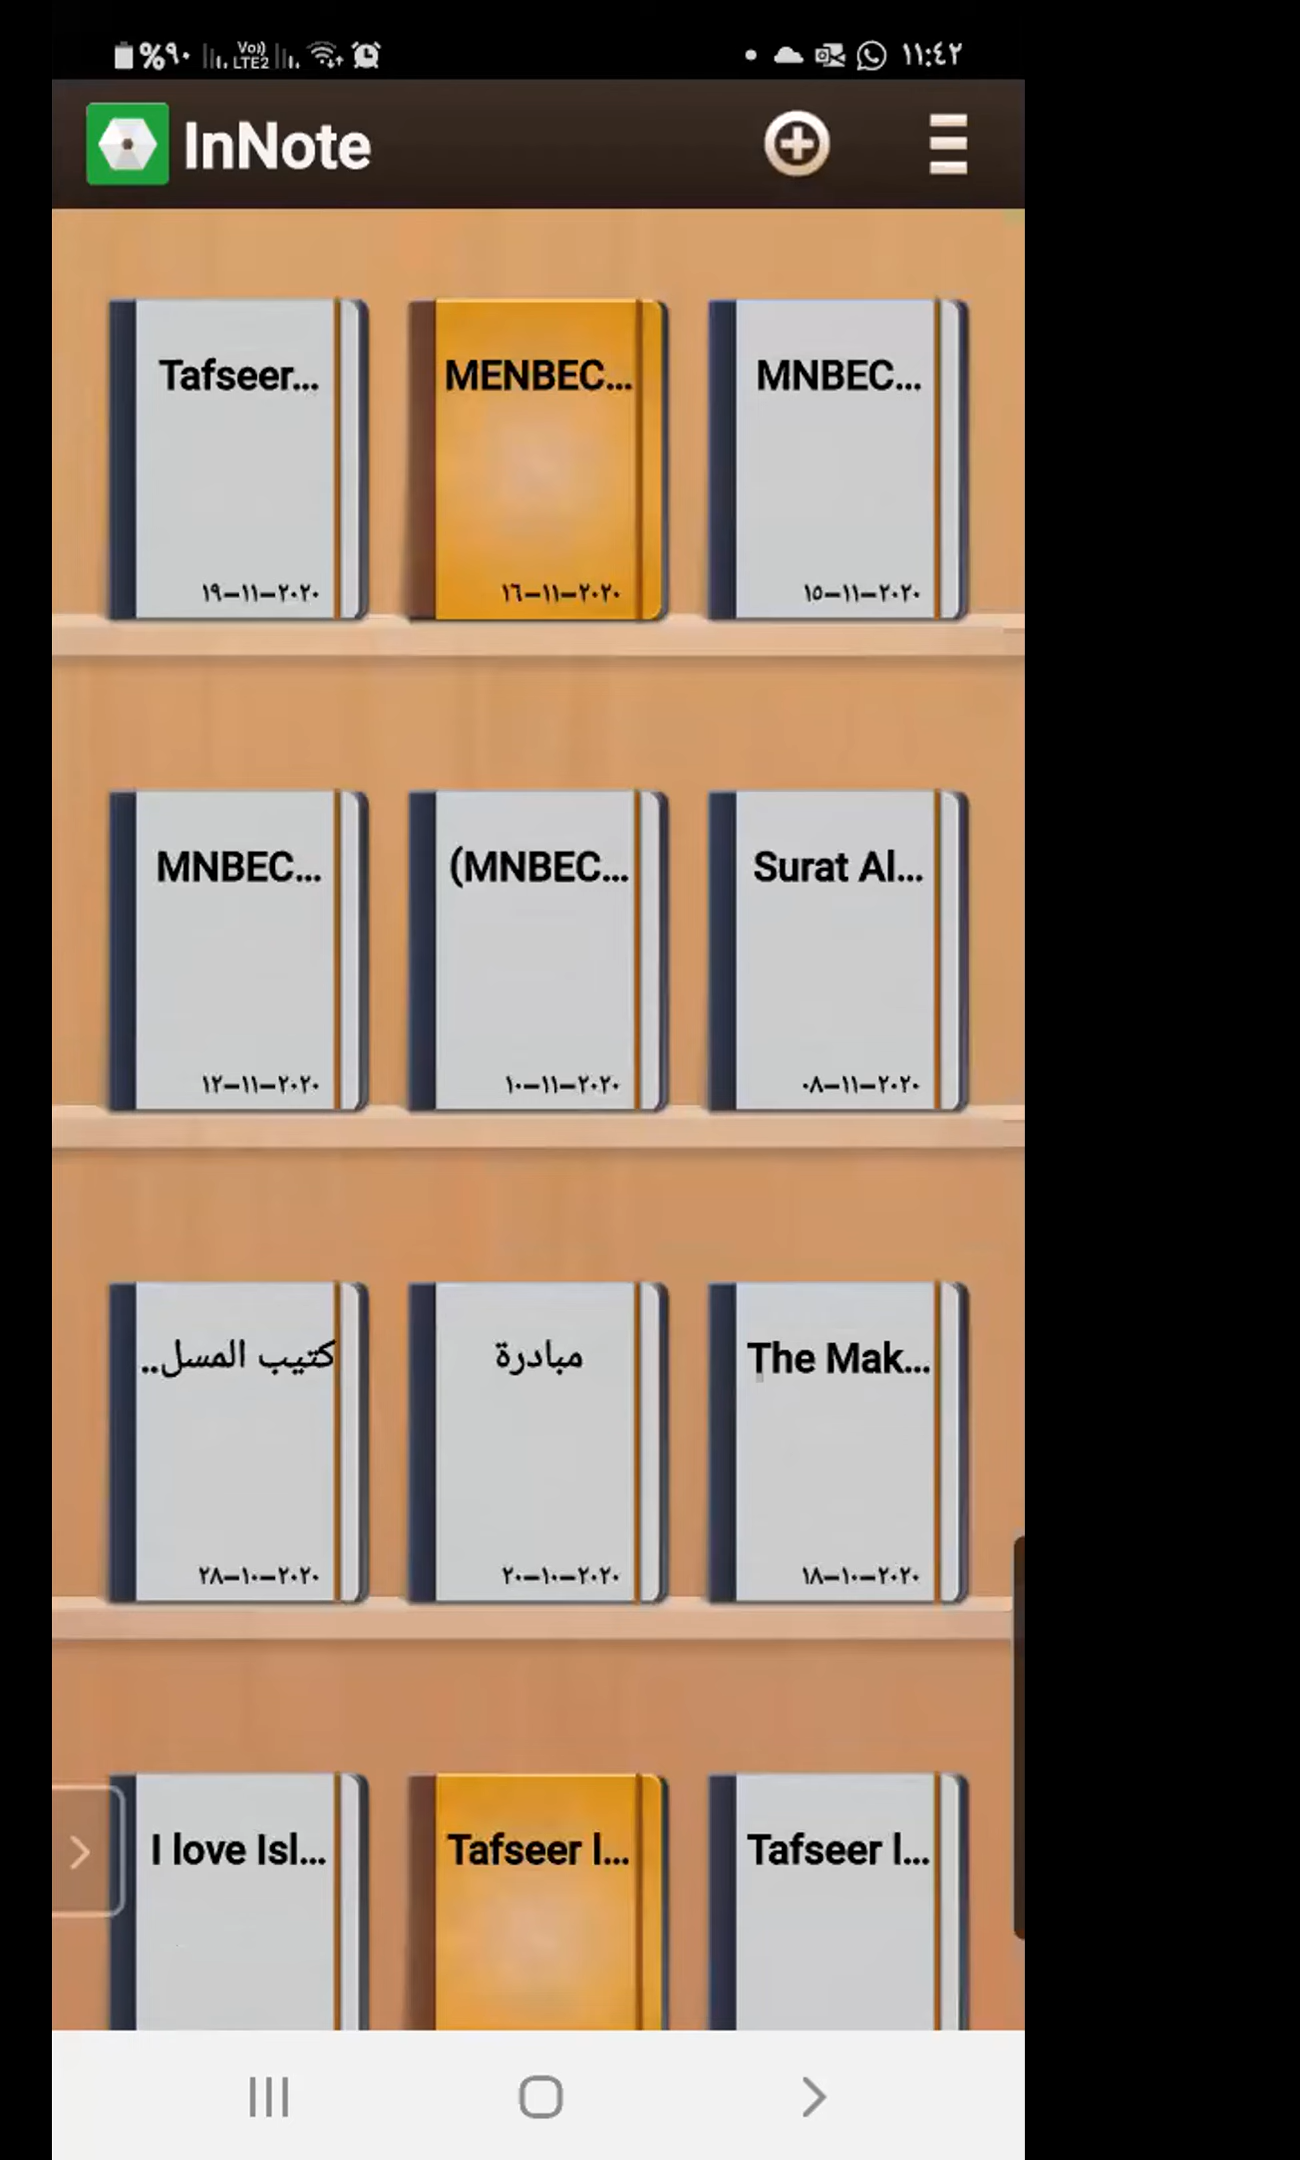 %٩٠ Vo)) LTE2 ١١:٤٢
InNote
Tafseer... MENBEC... MNBEC...
١٩-١١-٢٠٢٠ ١٦-١١-٢٠٢٠ ١٥-١١-٢٠٢٠
MNBEC... (MNBEC... Surat Al...
١٢-١١-٢٠٢٠ ١٠-١١-٢٠٢٠ ٠٨-١١-٢٠٢٠
كتيب المسل.. مبادرة The Mak...
٢٨-١٠-٢٠٢٠ ٢٠-١٠-٢٠٢٠ ١٨-١٠-٢٠٢٠
I love Isl... Tafseer l... Tafseer l...